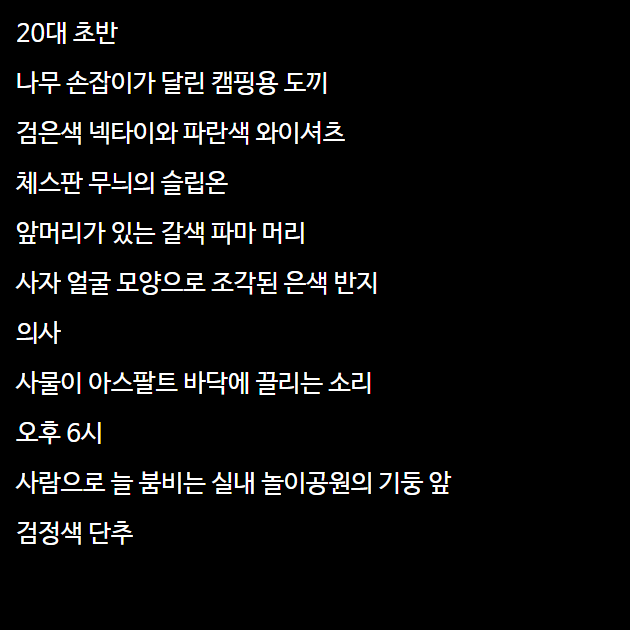 20대 초반
나무 손잡이가 달린 캠핑용 도끼
검은색 넥타이와 파란색 와이셔츠
체스판 무늬의 슬립온
앞머리가 있는 갈색 파마 머리
사자 얼굴 모양으로 조각된 은색 반지
의사
사물이 아스팔트 바닥에 끌리는 소리
오후 6시
사람으로 늘 붐비는 실내 놀이공원의 기둥 앞
검정색 단추